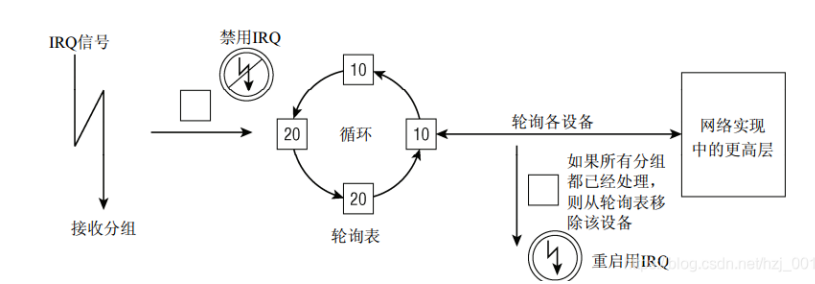 IRQ信号
禁用IRQ
10
20
循环
10
20
轮询表
接收分组
轮询各设备
网络实现
中的更高层
如果所有分组
都已经处理，
则从轮询表移
除该设备
重启用IRQ
blog.csdn.net/hzj_001